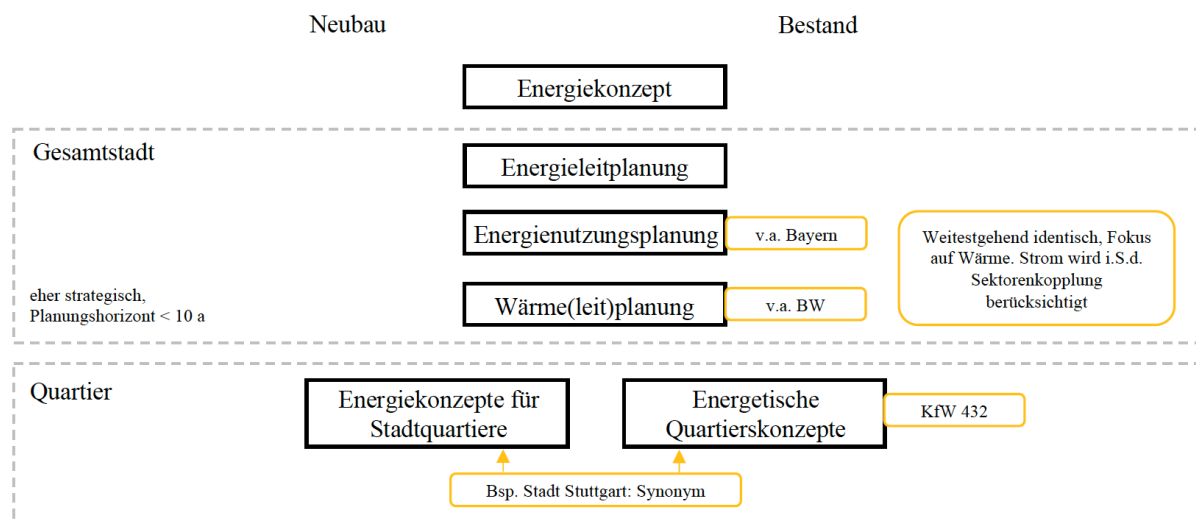 Neubau
Bestand
Energiekonzept
Gesamtstadt
Energieleitplanung
Energienutzungsplanung
v.a. Bayern
Weitestgehend identisch, Fokus
auf Wärme. Strom wird i.S.d.
Sektorenkopplung
berücksichtigt
eher strategisch,
Planungshorizont < 10 a
Wärme(leit)planung
v.a. BW
Quartier
Energiekonzepte für
Stadtquartiere
Energetische
Quartierskonzepte
KfW 432
Bsp. Stadt Stuttgart: Synonym